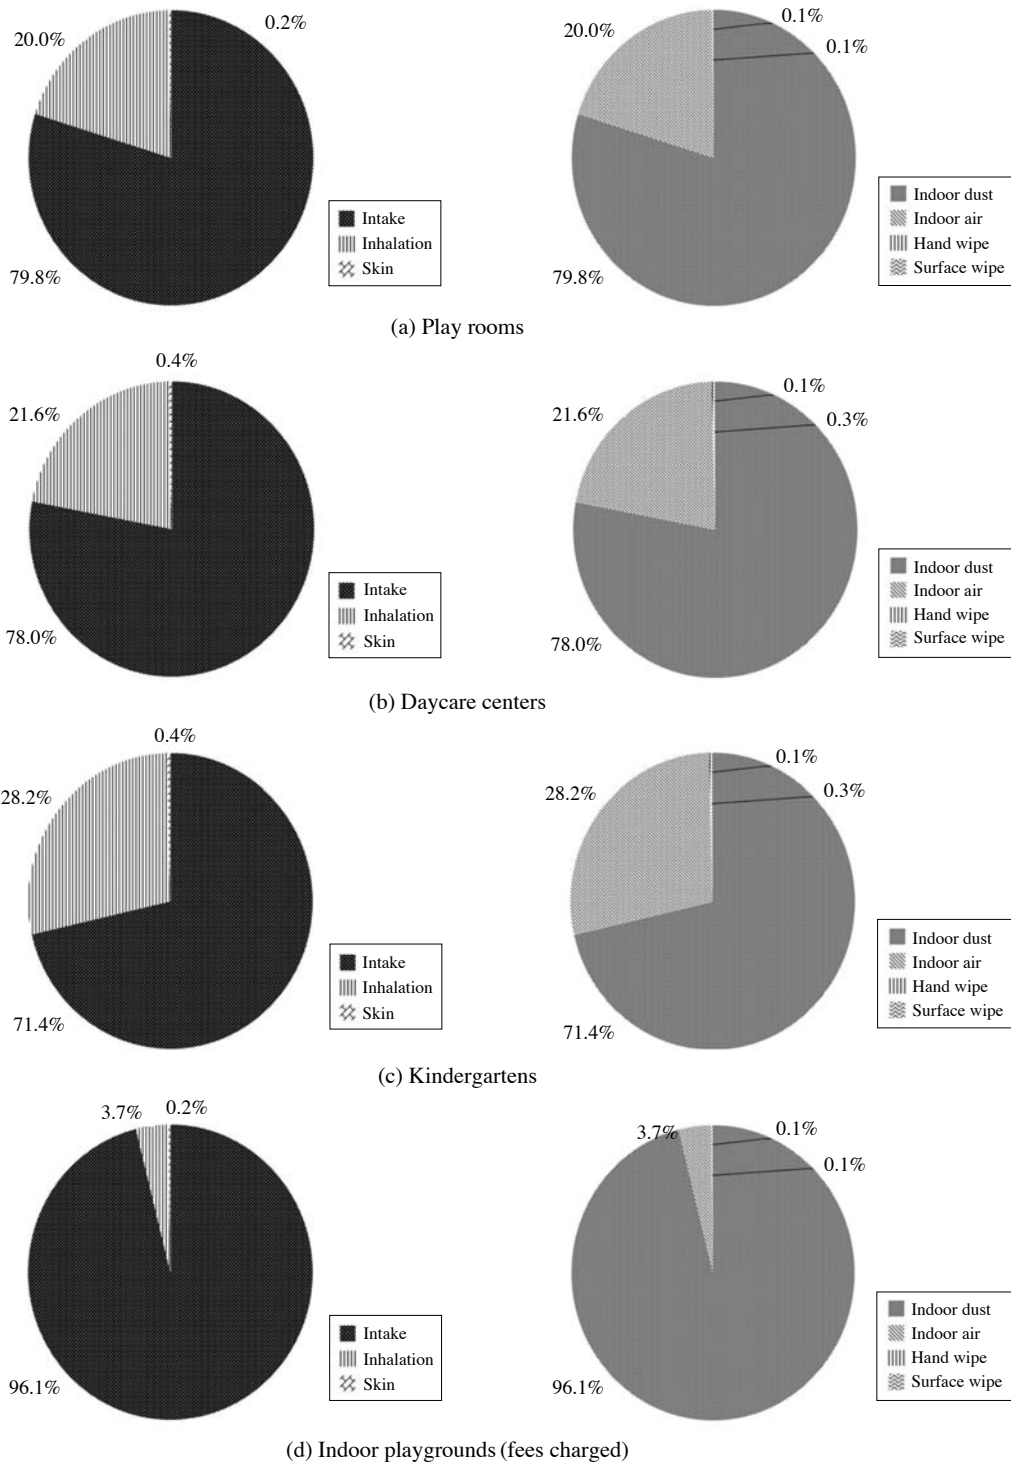 20.0%
0.2%
79.8%
Intake
Inhalation
Skin
20.0%
0.1%
0.1%
79.8%
Indoor dust
Indoor air
Hand wipe
Surface wipe
(a) Play rooms
0.4%
21.6%
78.0%
Intake
Inhalation
Skin
21.6%
0.1%
0.3%
78.0%
Indoor dust
Indoor air
Hand wipe
Surface wipe
(b) Daycare centers
0.4%
28.2%
71.4%
Intake
Inhalation
Skin
28.2%
0.1%
0.3%
71.4%
Indoor dust
Indoor air
Hand wipe
Surface wipe
(c) Kindergartens
3.7%
0.2%
96.1%
Intake
Inhalation
Skin
3.7%
0.1%
0.1%
96.1%
Indoor dust
Indoor air
Hand wipe
Surface wipe
(d) Indoor playgrounds (fees charged)